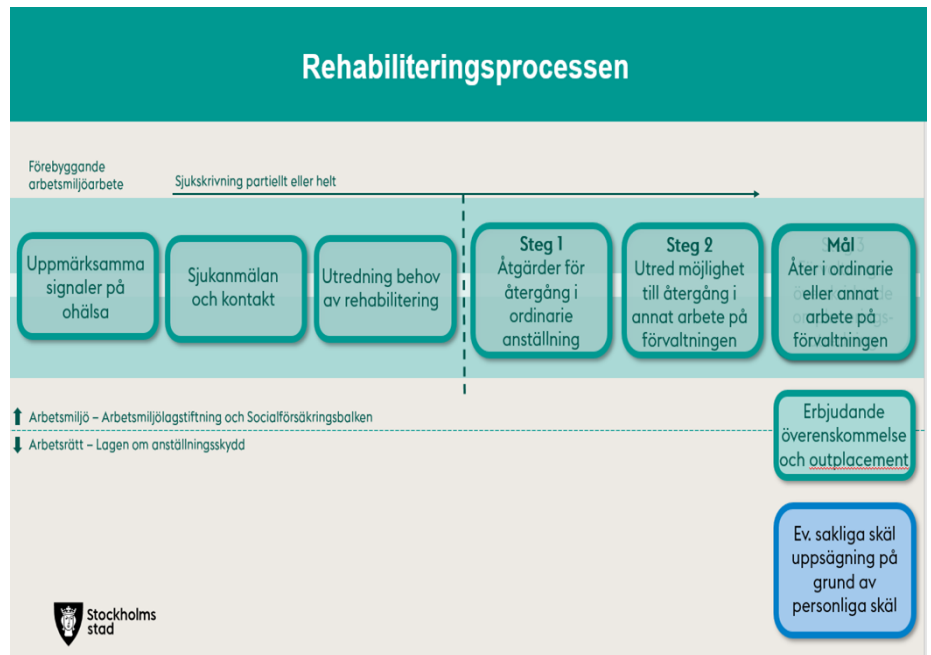 Rehabiliteringsprocessen
Förebyggande
arbetsmiljöarbete
Sjukskrivning partiellt eller helt
Uppmärksamma
signaler på
ohälsa
Sjukanmälan
och kontakt
Utredning behov
av rehabilitering
Steg 1
Åtgärder för
återgång i
ordinarie
anställning
Steg 2
Utred möjlighet
till återgång i
annat arbete på
förvaltningen
Mål
Åter i ordinarie
eller annat
arbete på
förvaltningen
Arbetsmiljö – Arbetsmiljölagstiftning och Socialförsäkringsbalken
Arbetsrätt – Lagen om anställningsskydd
Erbjudande
överenskommelse
och outplacement
Ev. sakliga skäl
uppsägning på
grund av
personliga skäl
Stockholms
stad